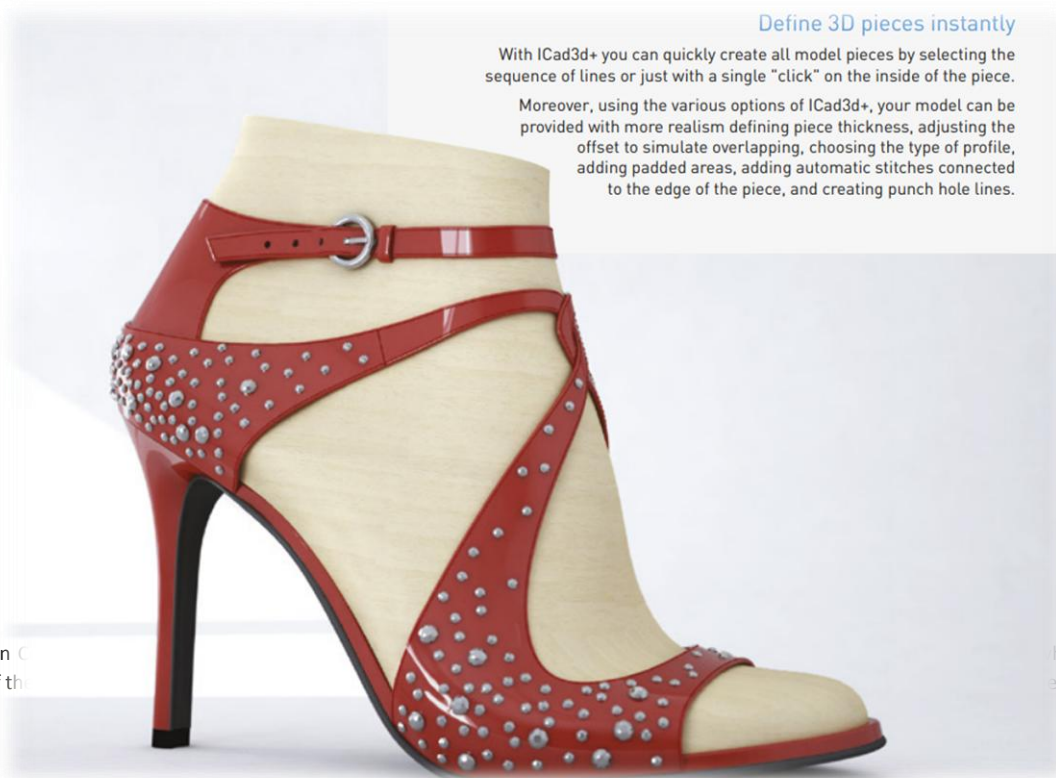 Define 3D pieces instantly
With ICad3d+ you can quickly create all model pieces by selecting the
sequence of lines or just with a single "click" on the inside of the piece.
Moreover, using the various options of ICad3d+, your model can be
provided with more realism defining piece thickness, adjusting the
offset to simulate overlapping, choosing the type of profile,
adding padded areas, adding automatic stitches connected
to the edge of the piece, and creating punch hole lines.